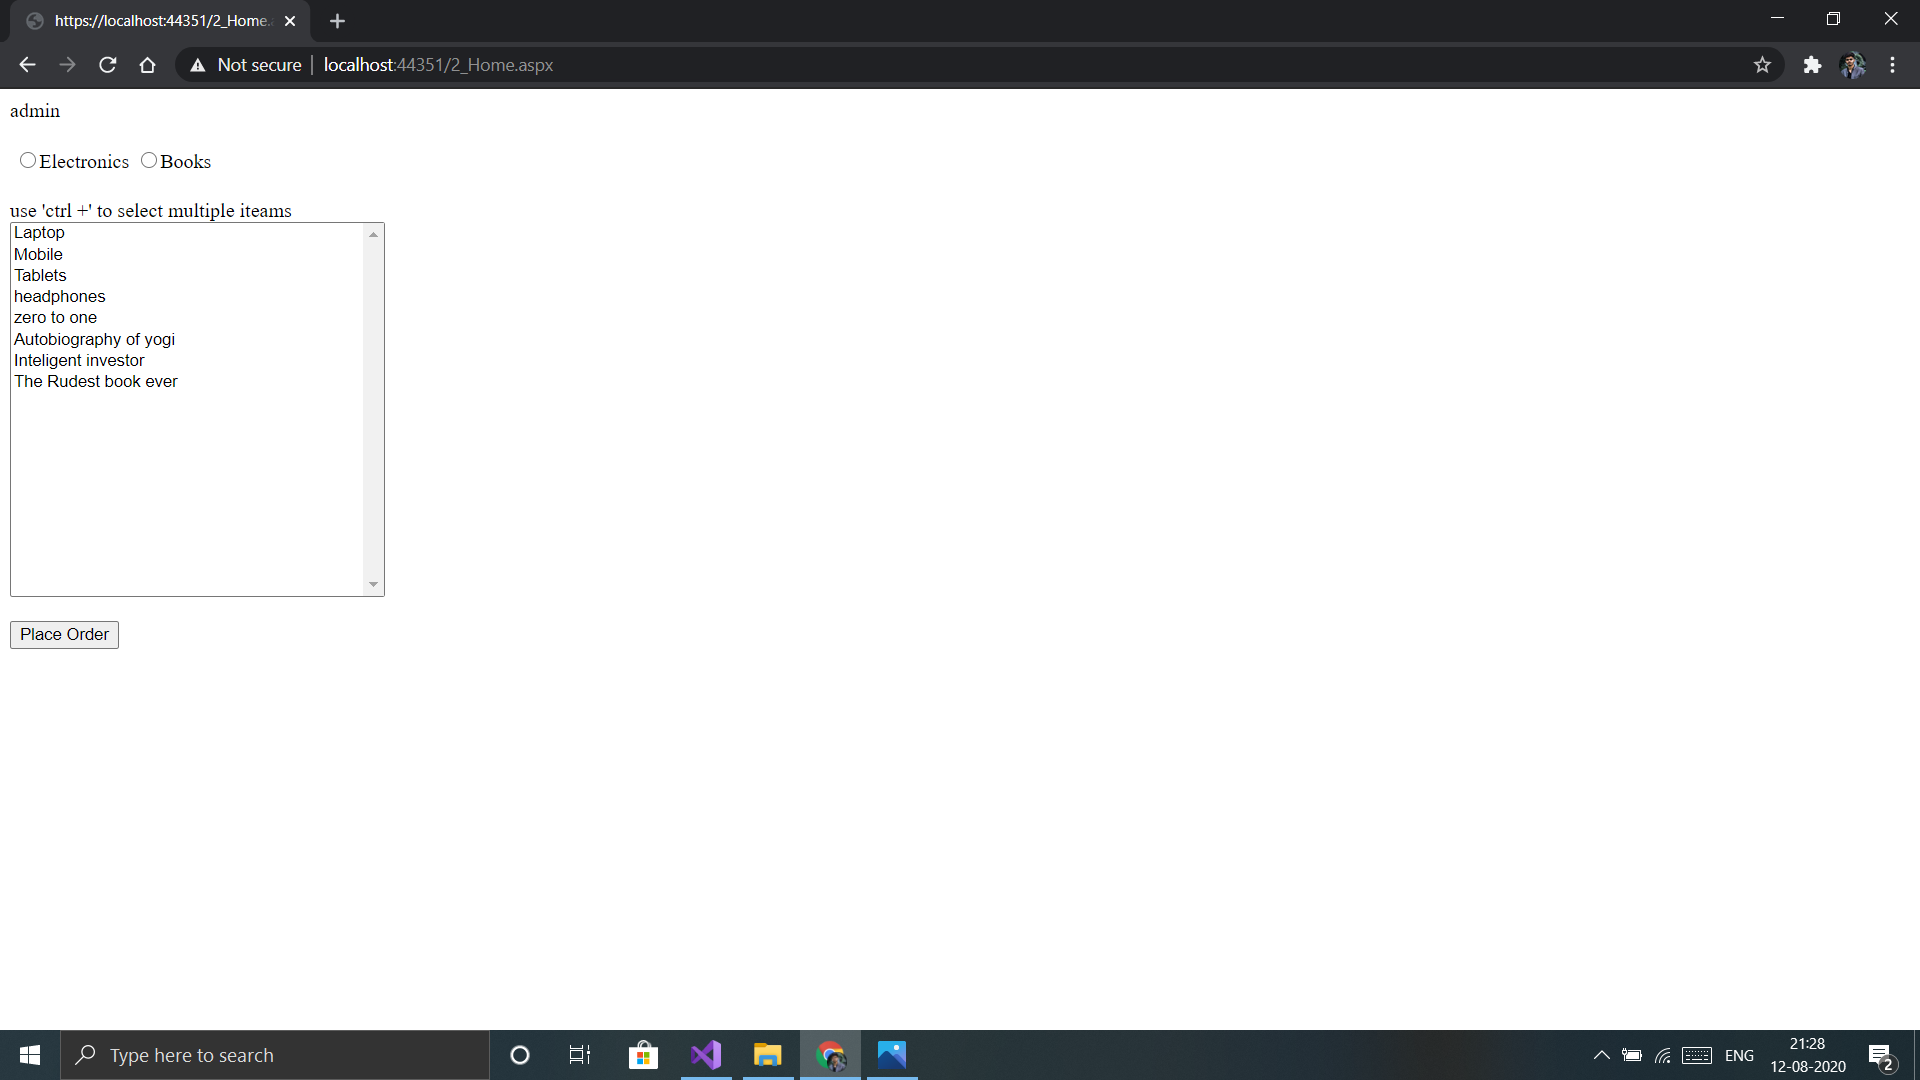 https://localhost:44351/2_Home.
Not secure localhost:44351/2_Home.aspx
admin
Electronics Books
use 'ctrl +' to select multiple iteams
Laptop
Mobile
Tablets
headphones
zero to one
Autobiography of yogi
Inteligent investor
The Rudest book ever
Place Order
Type here to search
ENG
21:28
12-08-2020
2